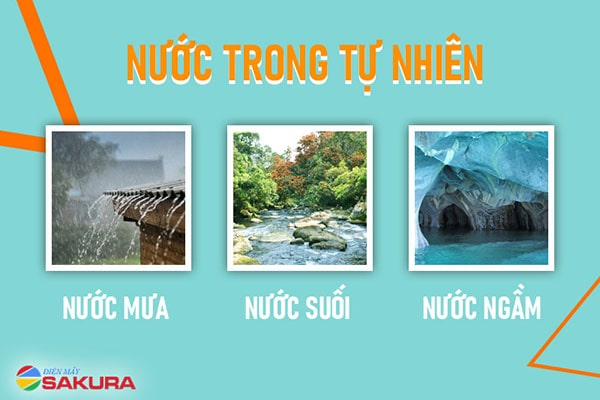 NƯỚC TRONG TỰ NHIÊN
NƯỚC MƯA
NƯỚC SUỐI
NƯỚC NGẦM
ĐIỆN MÁY
SAKURA